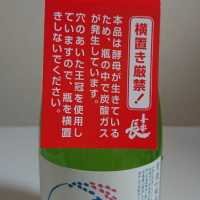 横置き厳禁！
本品は酵母が生きている
ため、瓶の中で炭酸ガス
が発生しています。
穴のあいた王冠を使用し
ていますので、瓶を横置
きしないでください。